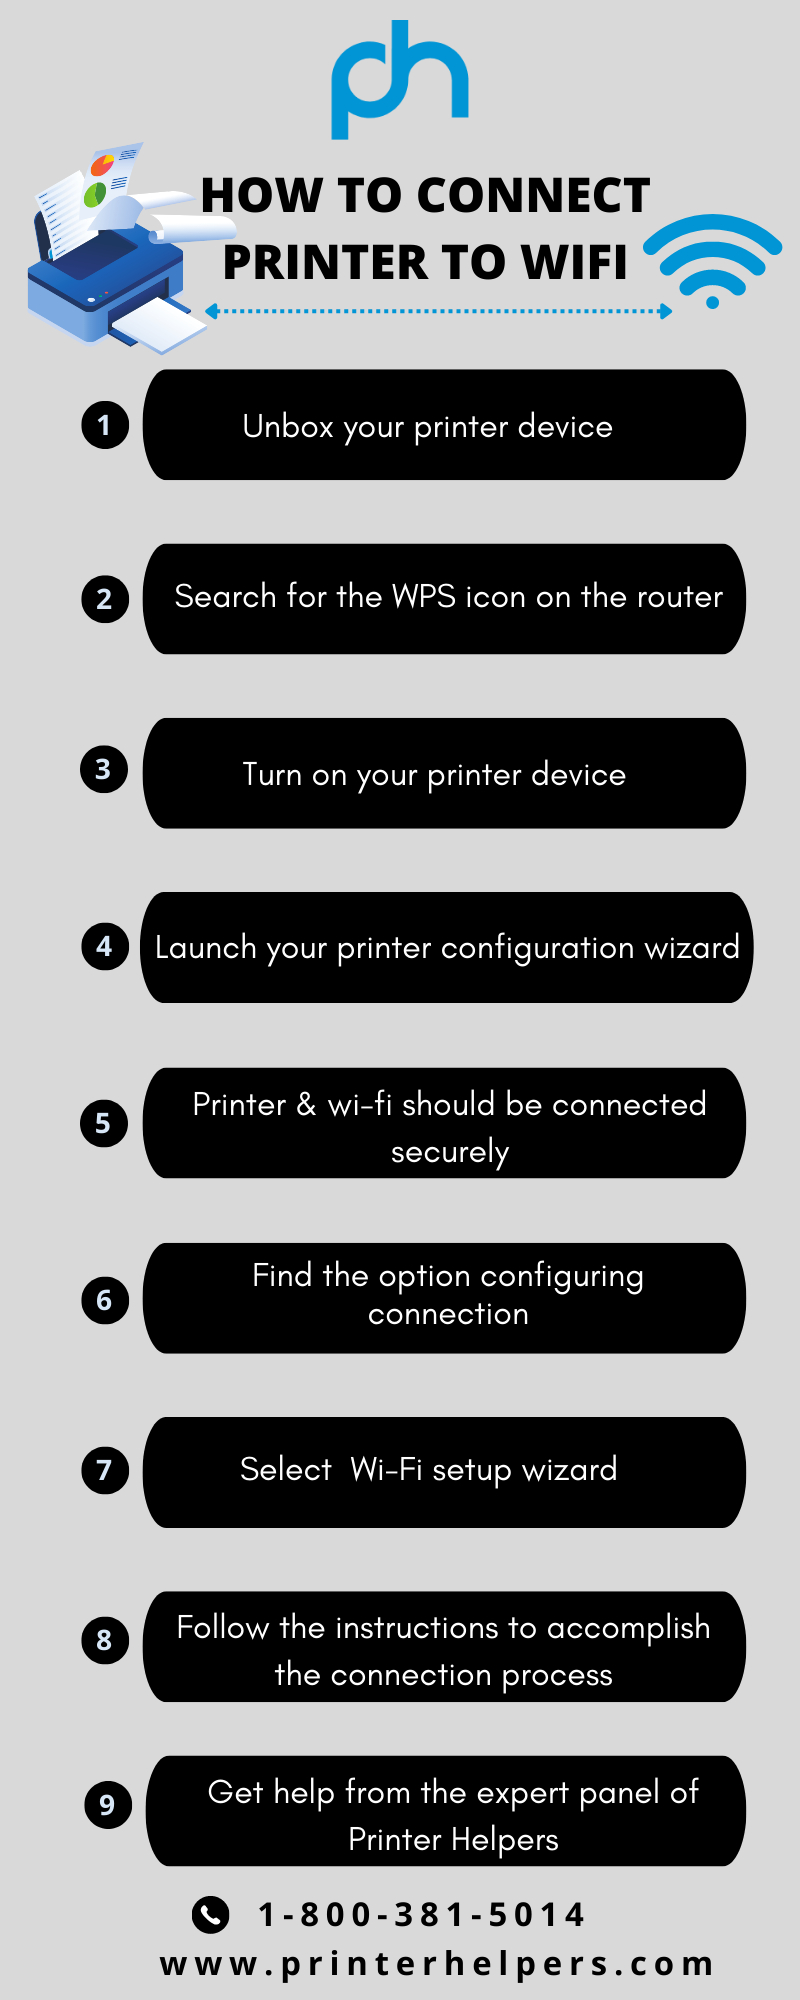 ph
HOW TO CONNECT
PRINTER TO WIFI
1
Unbox your printer device
2
Search for the WPS icon on the router
3
Turn on your printer device
4
Launch your printer configuration wizard
5
Printer & wi-fi should be connected
securely
6
Find the option configuring
connection
7
Select  Wi-Fi setup wizard
8
Follow the instructions to accomplish
the connection process
9
Get help from the expert panel of
Printer Helpers
1-800-381-5014
www.printerhelpers.com